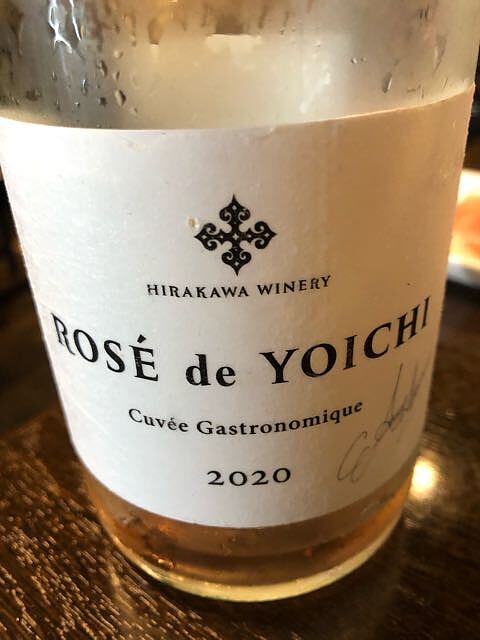 HIRAKAWA WINERY
ROSÉ de YOICHI
Cuvée Gastronomique
2020